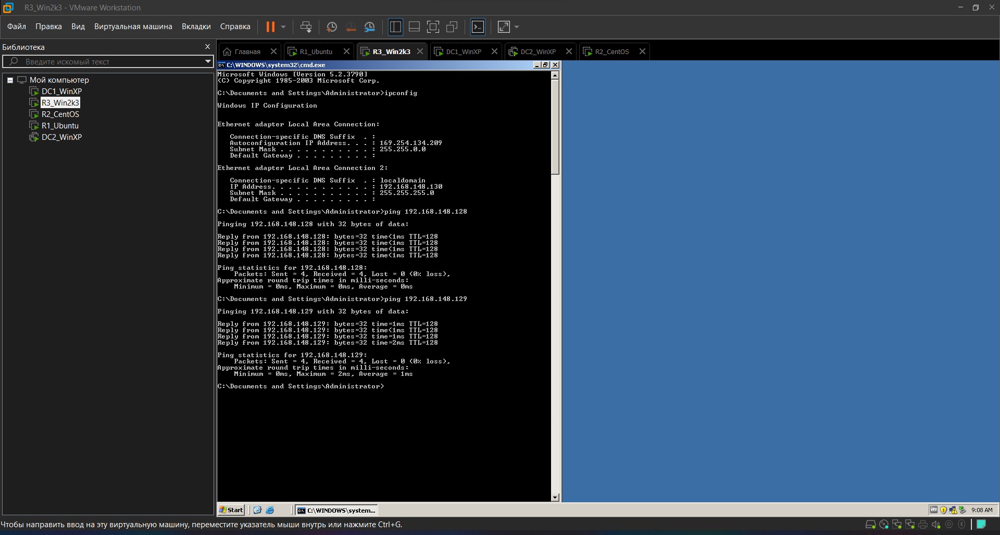 R3_Win2k3 - VMware Workstation
Файл Правка Вид Виртуальная машина Вкладки Справка
Библиотека
Введите искомый текст
Мой компьютер
DC1_WinXP
R3_Win2k3
R2_CentOS
R1_Ubuntu
DC2_WinXP
Главная R1_Ubuntu R3_Win2k3 DC1_WinXP DC2_WinXP R2_CentOS
C:\WINDOWS\system32\cmd.exe
Microsoft Windows [Version 5.2.3790]
(C) Copyright 1985-2003 Microsoft Corp.
C:\Documents and Settings\Administrator>ipconfig
Windows IP Configuration
Ethernet adapter Local Area Connection:
Connection-specific DNS Suffix . :
Autoconfiguration IP Address. . . : 169.254.134.209
Subnet Mask . . . . . . . . . . . : 255.255.0.0
Default Gateway . . . . . . . . . :
Ethernet adapter Local Area Connection 2:
Connection-specific DNS Suffix . : localdomain
IP Address. . . . . . . . . . . . : 192.168.148.130
Subnet Mask . . . . . . . . . . . : 255.255.255.0
Default Gateway . . . . . . . . . :
C:\Documents and Settings\Administrator>ping 192.168.148.128
Pinging 192.168.148.128 with 32 bytes of data:
Reply from 192.168.148.128: bytes=32 time<1ms TTL=128
Reply from 192.168.148.128: bytes=32 time<1ms TTL=128
Reply from 192.168.148.128: bytes=32 time<1ms TTL=128
Reply from 192.168.148.128: bytes=32 time<1ms TTL=128
Ping statistics for 192.168.148.128:
Packets: Sent = 4, Received = 4, Lost = 0 (0% loss),
Approximate round trip times in milli-seconds:
Minimum = 0ms, Maximum = 0ms, Average = 0ms
C:\Documents and Settings\Administrator>ping 192.168.148.129
Pinging 192.168.148.129 with 32 bytes of data:
Reply from 192.168.148.129: bytes=32 time=1ms TTL=128
Reply from 192.168.148.129: bytes=32 time<1ms TTL=128
Reply from 192.168.148.129: bytes=32 time=1ms TTL=128
Reply from 192.168.148.129: bytes=32 time=2ms TTL=128
Ping statistics for 192.168.148.129:
Packets: Sent = 4, Received = 4, Lost = 0 (0% loss),
Approximate round trip times in milli-seconds:
Minimum = 0ms, Maximum = 2ms, Average = 1ms
C:\Documents and Settings\Administrator>
Start C:\WINDOWS\system... 9:08 AM
Чтобы направить ввод на эту виртуальную машину, переместите указатель мыши внутрь или нажмите Ctrl+G.